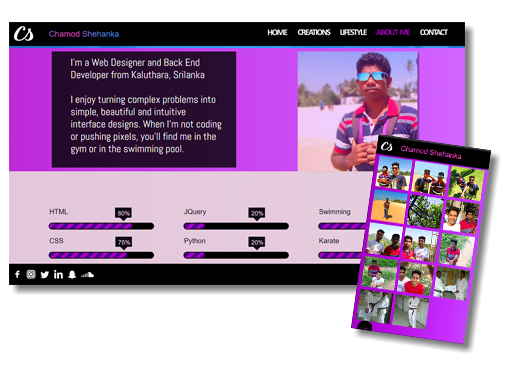 Cs
Chamod Shehanka
HOME CREATIONS LIFESTYLE ABOUT ME CONTACT
I'm a Web Designer and Back End
Developer from Kaluthara, Srilanka
I enjoy turning complex problems into
simple, beautiful and intuitive
interface designs. When I'm not coding
or pushing pixels, you'll find me in the
gym or in the swimming pool.
HTML 80% JQuery 20% Swimming
CSS 75% Python 20% Karate
Cs
Chamod Shehanka